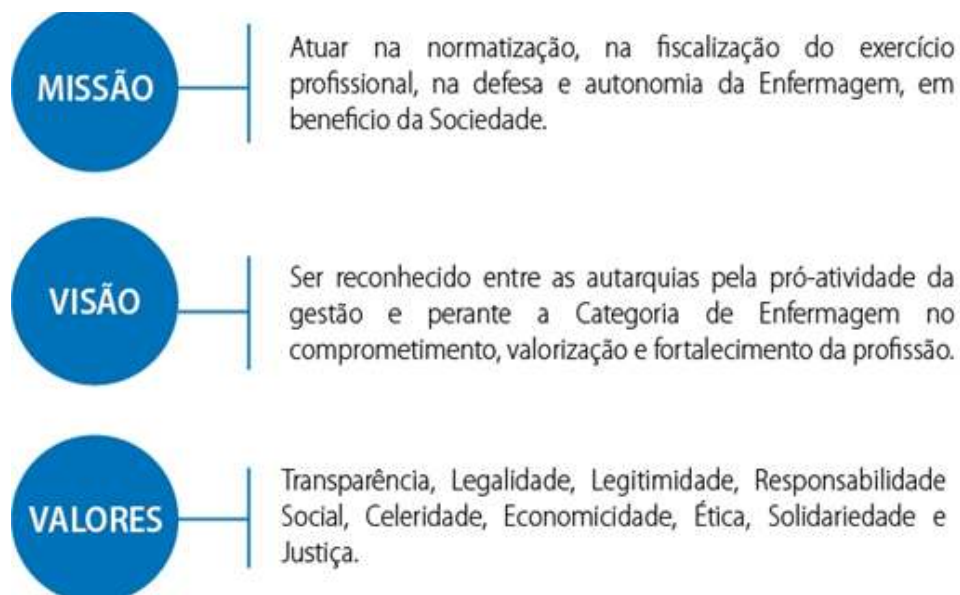 MISSÃO
Atuar na normatização, na fiscalização do exercício
profissional, na defesa e autonomia da Enfermagem, em
beneficio da Sociedade.
VISÃO
Ser reconhecido entre as autarquias pela pró-atividade da
gestão e perante a Categoria de Enfermagem no
comprometimento, valorização e fortalecimento da profissão.
VALORES
Transparência, Legalidade, Legitimidade, Responsabilidade
Social, Celeridade, Economicidade, Ética, Solidariedade e
Justiça.